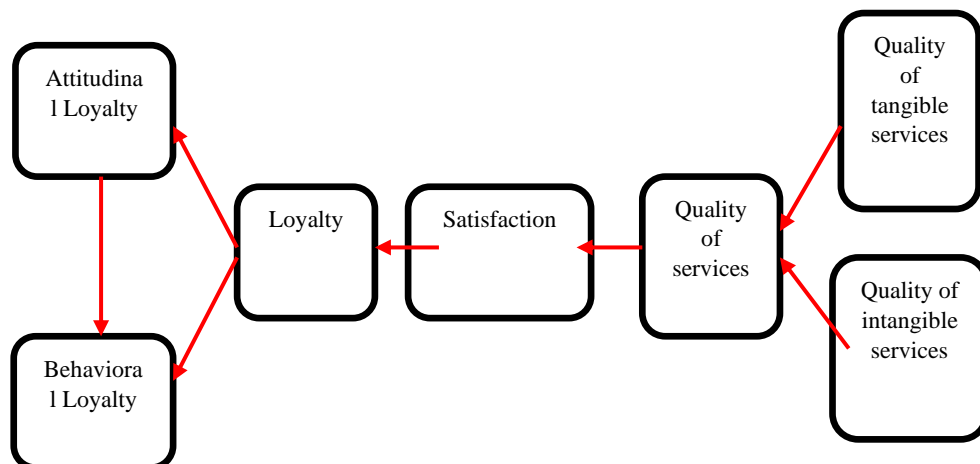 Attitudina
l Loyalty
Behaviora
l Loyalty
Loyalty
Satisfaction
Quality
of
services
Quality
of
tangible
services
Quality of
intangible
services